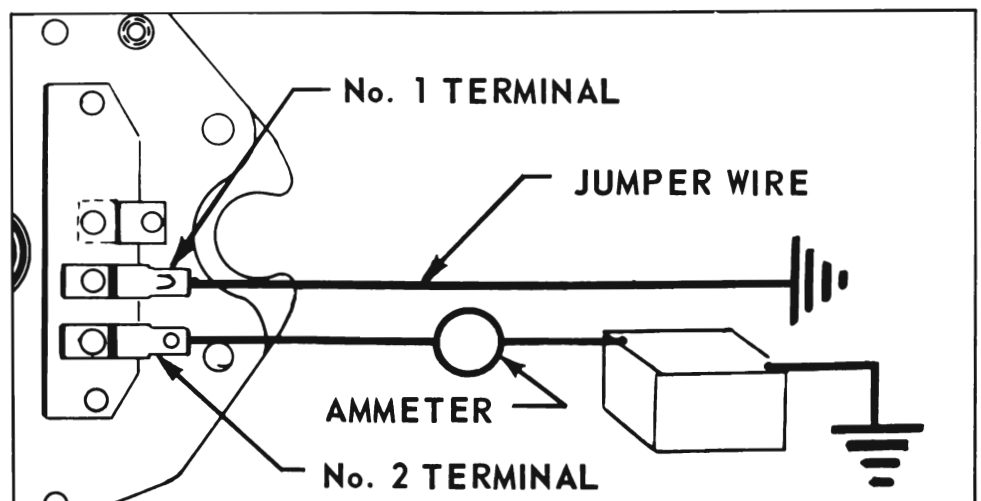 No. 1 TERMINAL
JUMPER WIRE
AMMETER
No. 2 TERMINAL